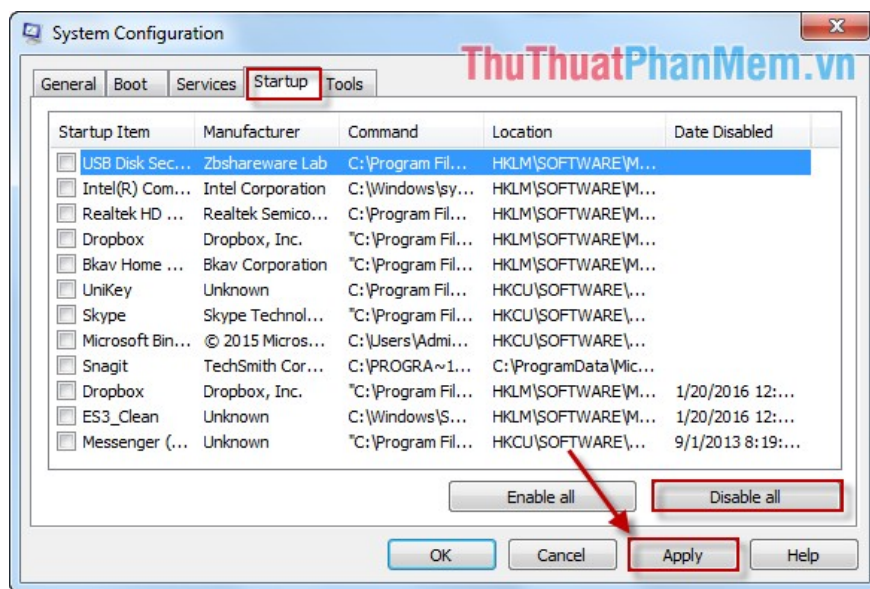 System Configuration
ThuThuatPhanMem.vn
General Boot Services Startup Tools
Startup Item Manufacturer Command Location Date Disabled
USB Disk Sec... Zbshareware Lab C:\Program Fil... HKLM\SOFTWARE\M...
Intel(R) Com... Intel Corporation C:\Windows\sy... HKLM\SOFTWARE\M...
Realtek HD ... Realtek Semico... C:\Program Fil... HKLM\SOFTWARE\M...
Dropbox Dropbox, Inc. "C:\Program Fil... HKLM\SOFTWARE\M...
Bkav Home ... Bkav Corporation "C:\Program Fil... HKLM\SOFTWARE\M...
UniKey Unknown C:\Program Fil... HKCU\SOFTWARE\...
Skype Skype Technol... "C:\Program Fil... HKCU\SOFTWARE\...
Microsoft Bin... © 2015 Micros... C:\Users\Admi... HKCU\SOFTWARE\...
Snagit TechSmith Cor... C:\PROGRA~1... C:\ProgramData\Mic...
Dropbox Dropbox, Inc. "C:\Program Fil... HKLM\SOFTWARE\M... 1/20/2016 12:...
ES3_Clean Unknown C:\Windows\S... HKLM\SOFTWARE\M... 1/20/2016 12:...
Messenger (... Unknown "C:\Program Fil... HKCU\SOFTWARE\... 9/1/2013 8:19:...
Enable all Disable all
OK Cancel Apply Help